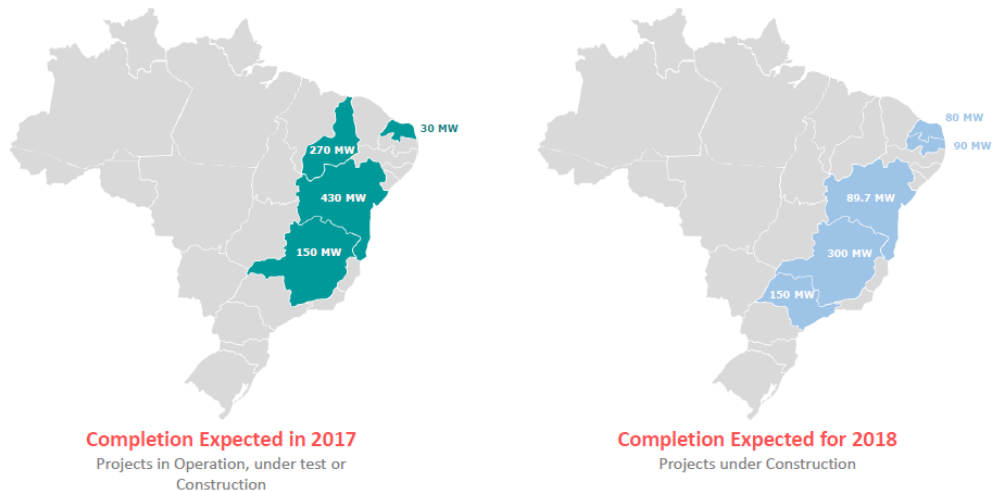 30 MW
270 MW
430 MW
150 MW
Completion Expected in 2017
Projects in Operation, under test or
Construction
80 MW
90 MW
89.7 MW
300 MW
150 MW
Completion Expected for 2018
Projects under Construction